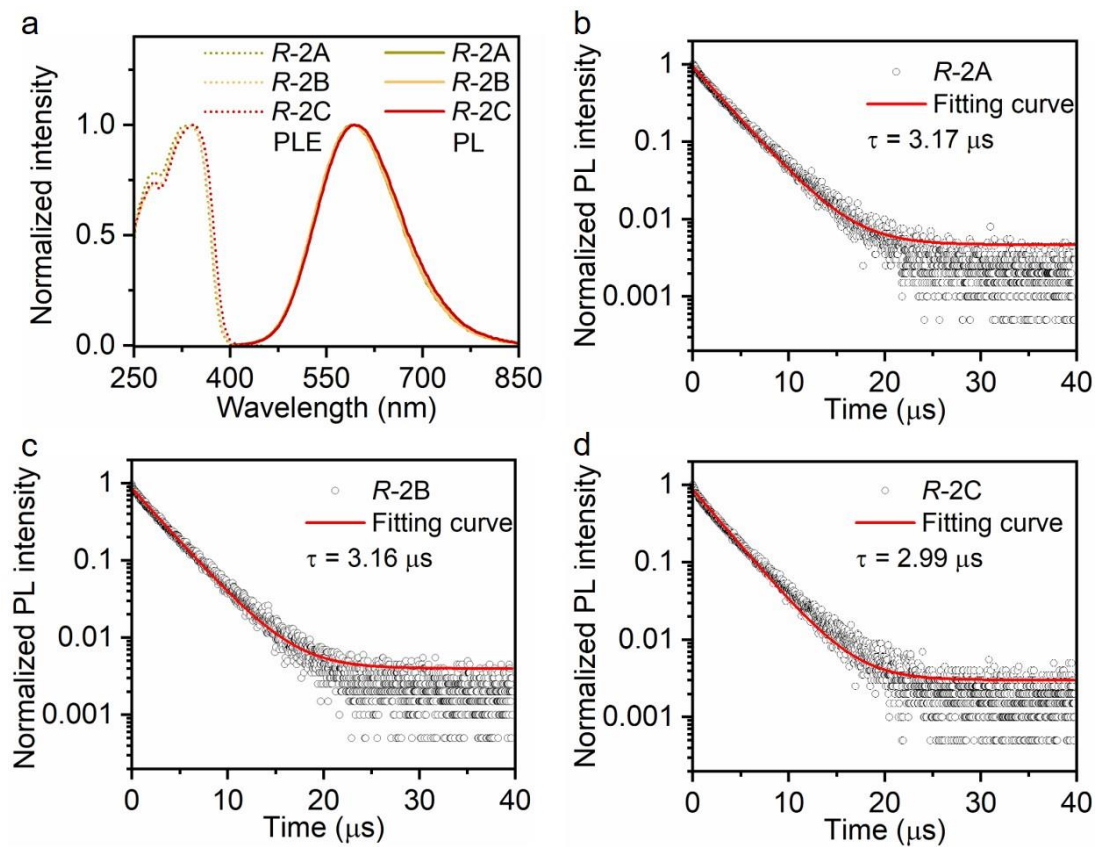 a
R-2A R-2A
R-2B R-2B
R-2C R-2C
PLE PL
Normalized intensity
1.0
0.5
0.0
250 400 550 700 850
Wavelength (nm)
b
R-2A
Fitting curve
τ = 3.17 μs
Normalized PL intensity
1
0.1
0.01
0.001
0 10 20 30 40
Time (μs)
c
R-2B
Fitting curve
τ = 3.16 μs
Normalized PL intensity
1
0.1
0.01
0.001
0 10 20 30 40
Time (μs)
d
R-2C
Fitting curve
τ = 2.99 μs
Normalized PL intensity
1
0.1
0.01
0.001
0 10 20 30 40
Time (μs)